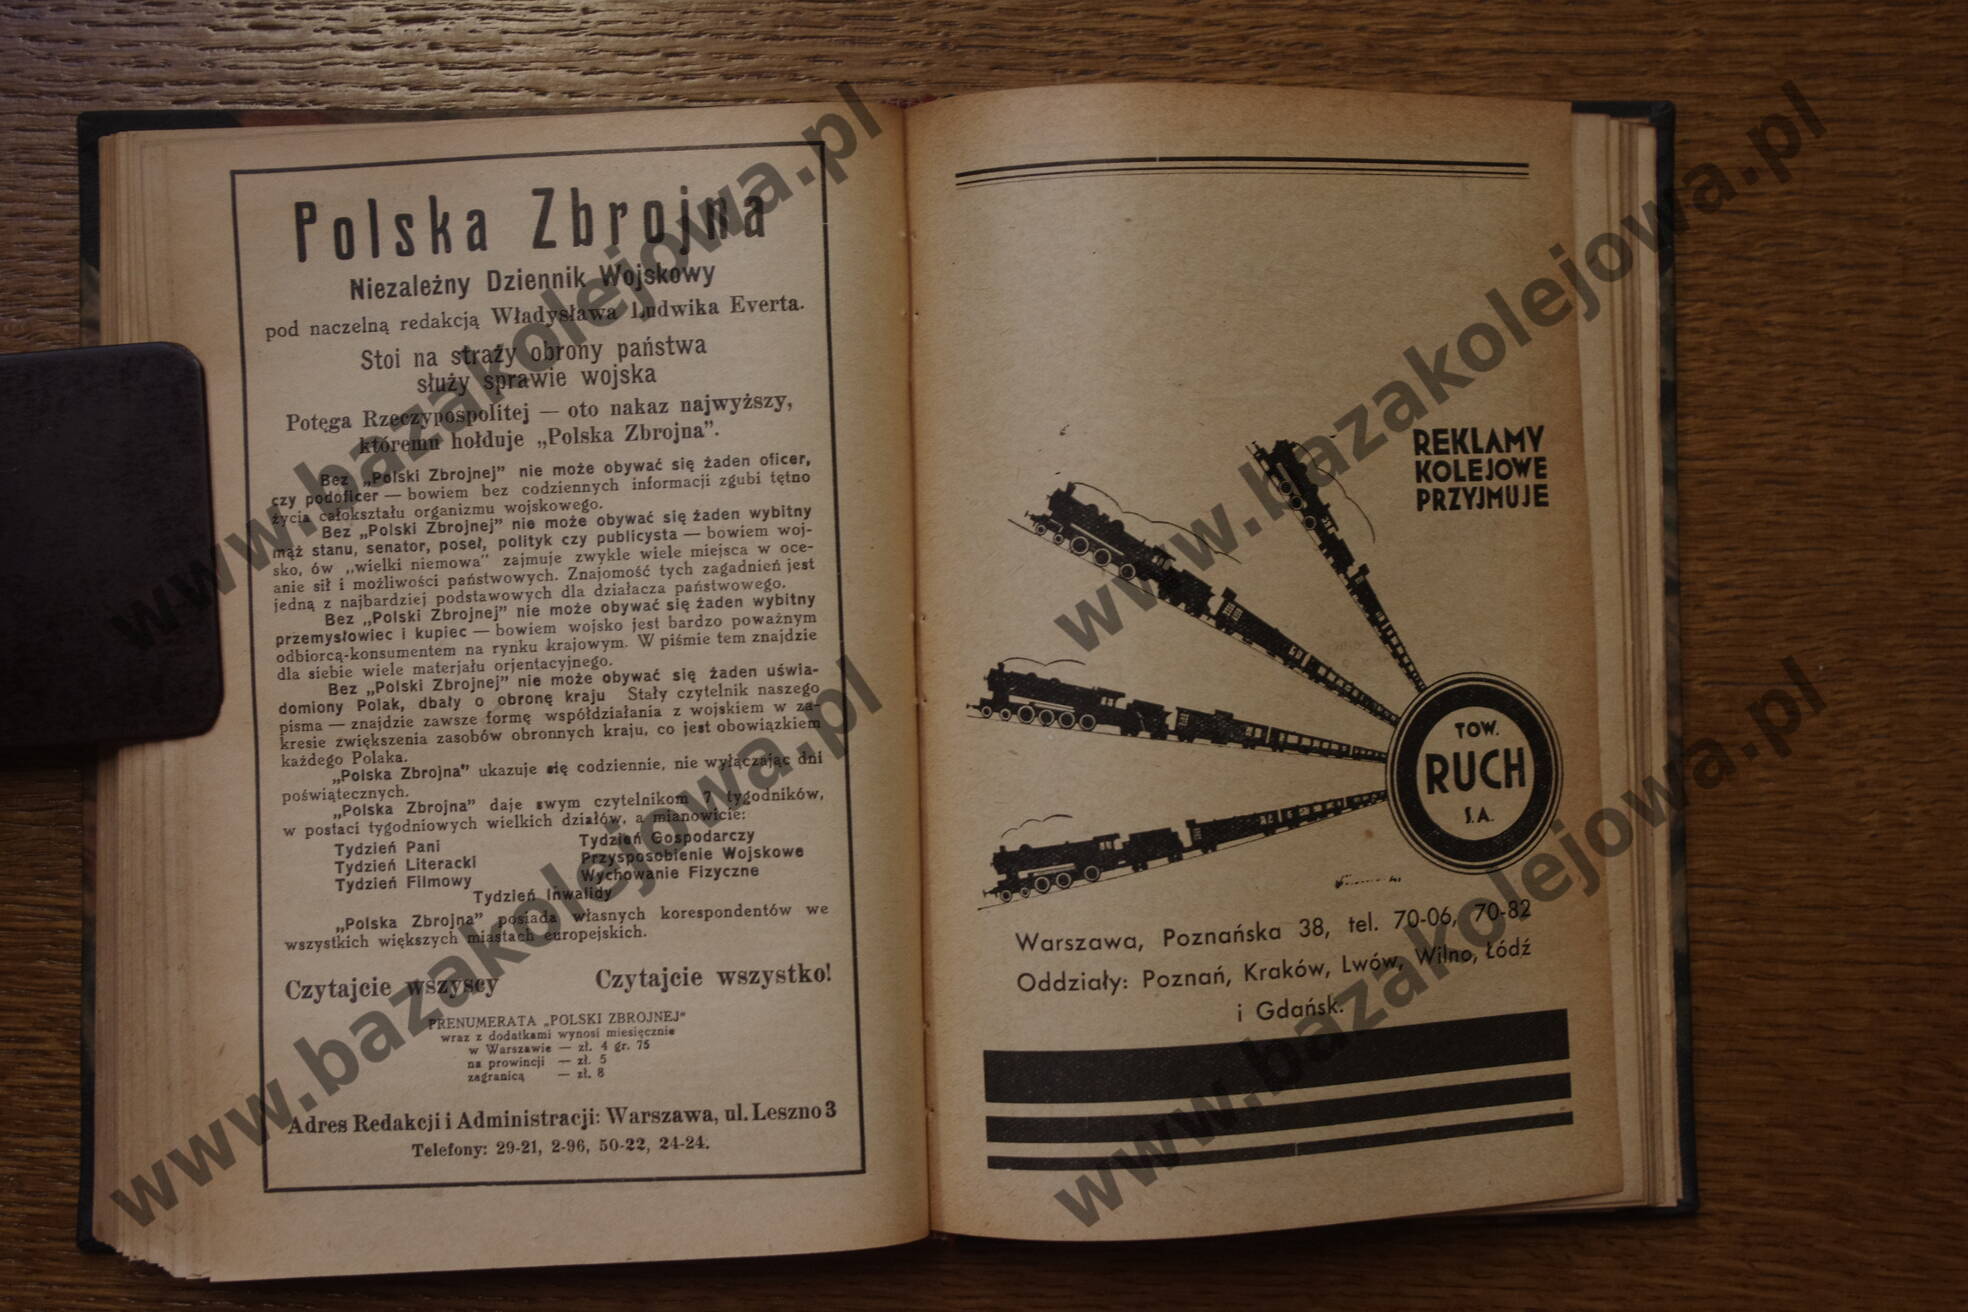 Polska Zbrojna
Niezależny Dziennik Wojskowy
pod naczelną redakcją Władysława Ludwika Everta.
Stoi na straży obrony państwa
służy sprawie wojska
Potęga Rzeczypospolitej — oto nakaz najwyższy,
któremu hołduje „Polska Zbrojna”.
Bez „Polski Zbrojnej” nie może obywać się żaden oficer,
czy podoficer — bowiem bez codziennych informacji zgubi tętno
życia całokształtu organizmu wojskowego.
Bez „Polski Zbrojnej” nie może obywać się żaden wybitny
mąż stanu, senator, poseł, polityk czy publicysta — bowiem woj-
sko, ów „wielki niemowa” zajmuje zwykle wiele miejsca w oce-
anie sił i możliwości państwowych. Znajomość tych zagadnień jest
jedną z najbardziej podstawowych dla działacza państwowego.
Bez „Polski Zbrojnej” nie może obywać się żaden wybitny
przemysłowiec i kupiec — bowiem wojsko jest bardzo poważnym
odbiorcą-konsumentem na rynku krajowym. W piśmie tem znajdzie
dla siebie wiele materjału orjentacyjnego.
Bez „Polski Zbrojnej” nie może obywać się żaden uświa-
domiony Polak, dbały o obronę kraju Stały czytelnik naszego
pisma — znajdzie zawsze formę współdziałania z wojskiem w za-
kresie zwiększenia zasobów obronnych kraju, co jest obowiązkiem
każdego Polaka.
„Polska Zbrojna” ukazuje się codziennie, nie wyłączając dni
poświątecznych.
„Polska Zbrojna” daje swym czytelnikom 7 tygodników,
w postaci tygodniowych wielkich działów, a mianowicie:
Tydzień Pani Tydzień Gospodarczy
Tydzień Literacki Przysposobienie Wojskowe
Tydzień Filmowy Wychowanie Fizyczne
Tydzień Inwalidy
„Polska Zbrojna” posiada własnych korespondentów we
wszystkich większych miastach europejskich.
Czytajcie wszyscy Czytajcie wszystko!
PRENUMERATA „POLSKI ZBROJNEJ”
wraz z dodatkami wynosi miesięcznie
w Warszawie — zł. 4 gr. 75
na prowincji — zł. 5
zagranicą — zł. 8
Adres Redakcji i Administracji: Warszawa, ul. Leszno 3
Telefony: 29-21, 2-96, 50-22, 24-24.
REKLAMY
KOLEJOWE
PRZYJMUJE
TOW.
RUCH
S.A.
Warszawa, Poznańska 38, tel. 70-06, 70-82
Oddziały: Poznań, Kraków, Lwów, Wilno, Łódź
i Gdańsk.
www.bazakolejowa.pl
www.bazakolejowa.pl
www.bazakolejowa.pl
www.bazakolejowa.pl